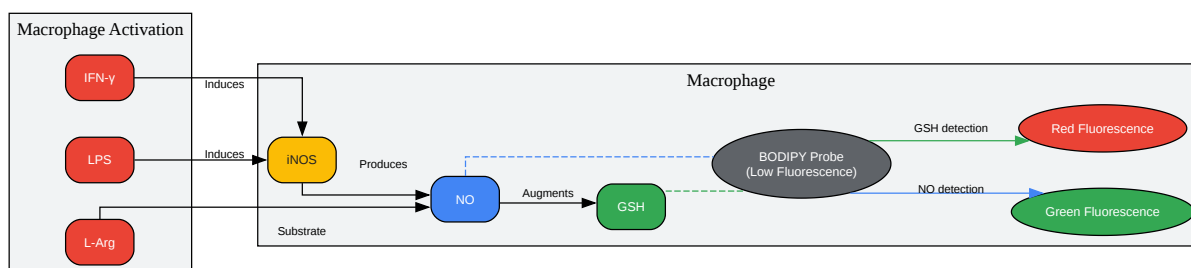 Macrophage Activation
IFN-γ
Induces
LPS
Induces
L-Arg
Substrate
Macrophage
iNOS
Produces
NO
Augments
GSH
BODIPY Probe
(Low Fluorescence)
GSH detection
Red Fluorescence
NO detection
Green Fluorescence